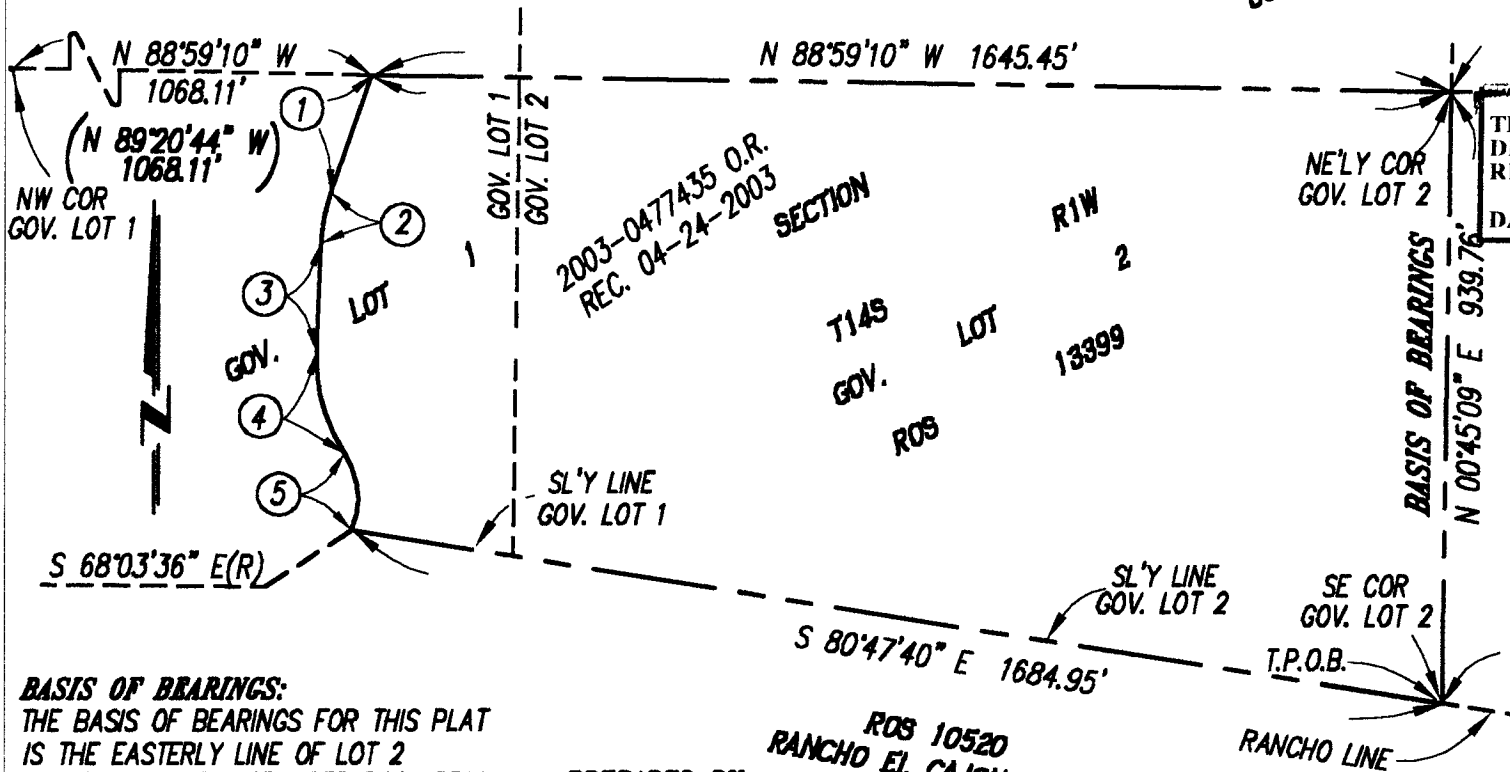 N 88°59'10" W
1068.11'
(N 89°20'44" W)
1068.11'
NW COR
GOV. LOT 1
N 88°59'10" W 1645.45'
NE'LY COR
GOV. LOT 2
1
2
3
4
5
GOV. LOT 1
GOV. LOT 2
GOV. LOT 1
2003-0477435 O.R.
REC. 04-24-2003
SECTION
R1W
2
T14S
GOV. LOT
ROS 13399
BASIS OF BEARINGS
N 00°45'09" E 939.76'
SL'Y LINE
GOV. LOT 1
S 68°03'36" E(R)
SL'Y LINE
GOV. LOT 2
SE COR
GOV. LOT 2
T.P.O.B.
S 80°47'40" E 1684.95'
RANCHO LINE
ROS 10520
BASIS OF BEARINGS:
THE BASIS OF BEARINGS FOR THIS PLAT
IS THE EASTERLY LINE OF LOT 2
RANCHO EL